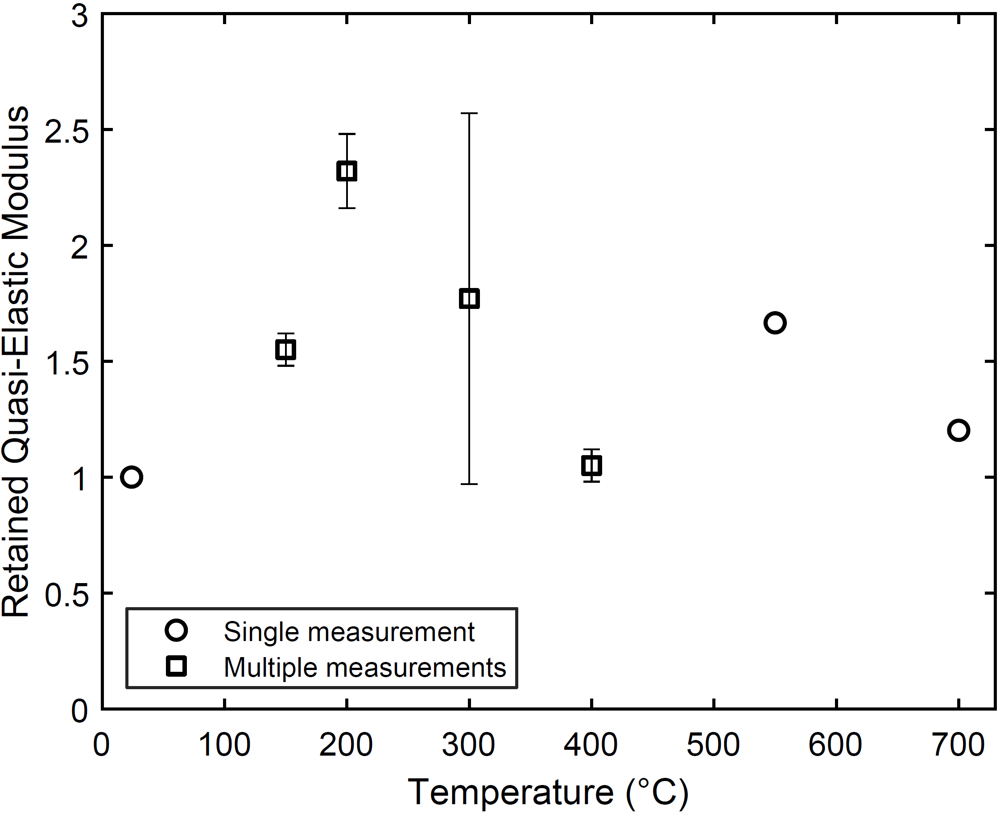 Retained Quasi-Elastic Modulus
3
2.5
2
1.5
1
0.5
0
Single measurement
Multiple measurements
0 100 200 300 400 500 600 700
Temperature (°C)